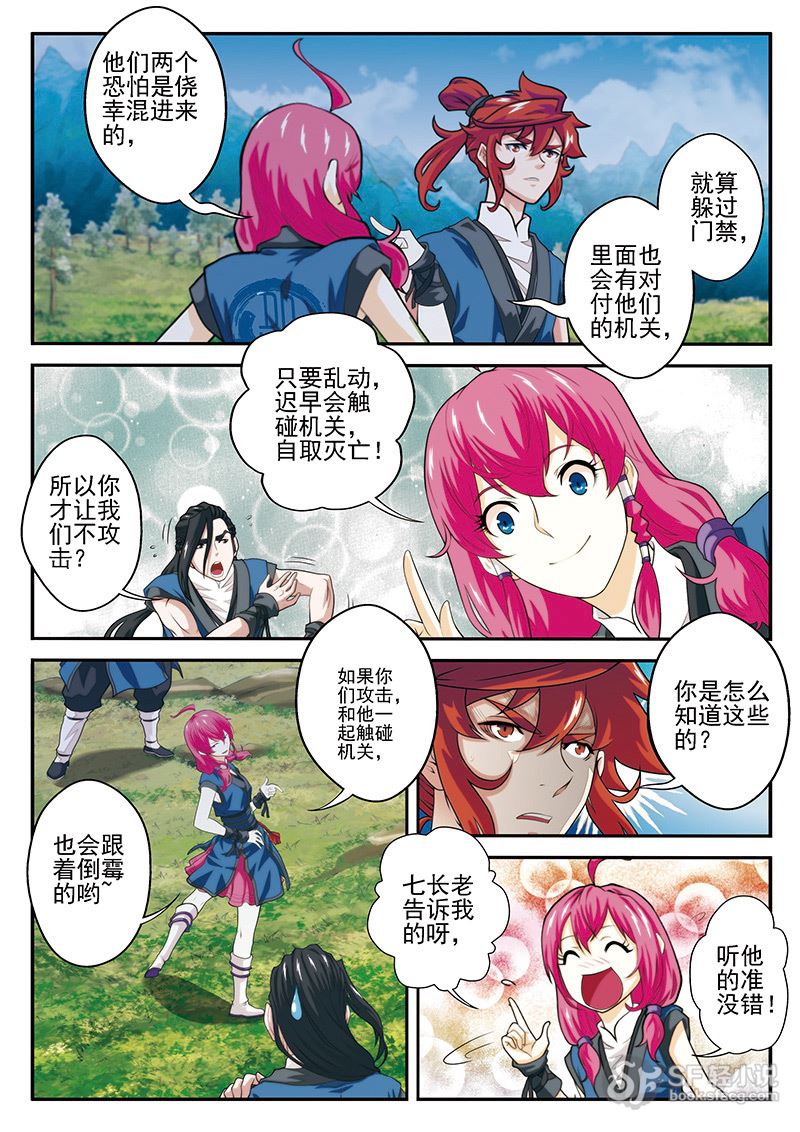 他们两个
恐怕是侥
幸混进来
的，
就算过
躲过禁
门，
里面也
会有对
付他们
的机关，
只要乱动，
迟早会触
碰机关，
自取灭亡！
所以你
才让我
们不攻
击？
如果你
们攻击，
和他一
起触碰
机关，
也会跟
着倒霉
的哟~
你是怎么
知道这些
的？
七长老
告诉我
的呀，
听他
的准
没错！
SF轻小说
book.sfacg.com